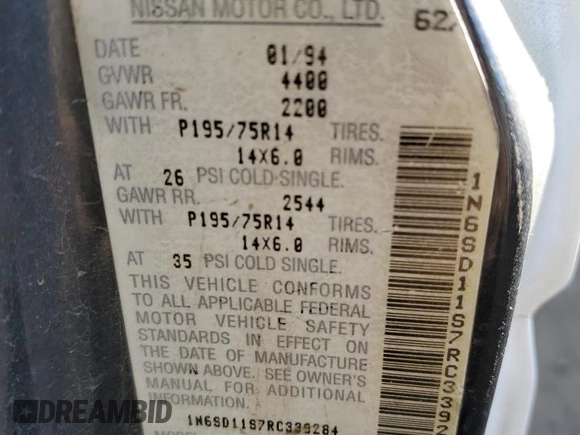 NISSAN MOTOR CO., LTD. 62
DATE 01/94
GVWR 4400
GAWR FR. 2200
WITH P195/75R14 TIRES.
14X6.0 RIMS.
AT 26 PSI COLD SINGLE.
GAWR RR. 2544
WITH P195/75R14 TIRES.
14X6.0 RIMS.
AT 35 PSI COLD SINGLE.
THIS VEHICLE CONFORMS
TO ALL APPLICABLE FEDERAL
MOTOR VEHICLE SAFETY
STANDARDS IN EFFECT ON
THE DATE OF MANUFACTURE
SHOWN ABOVE. SEE OWNER'S
MANUAL FOR ADDITIONAL
INFORMATION.
1N6SD11S7RC339284
1N6SD11S7RC3392
AUTOBIDMASTER